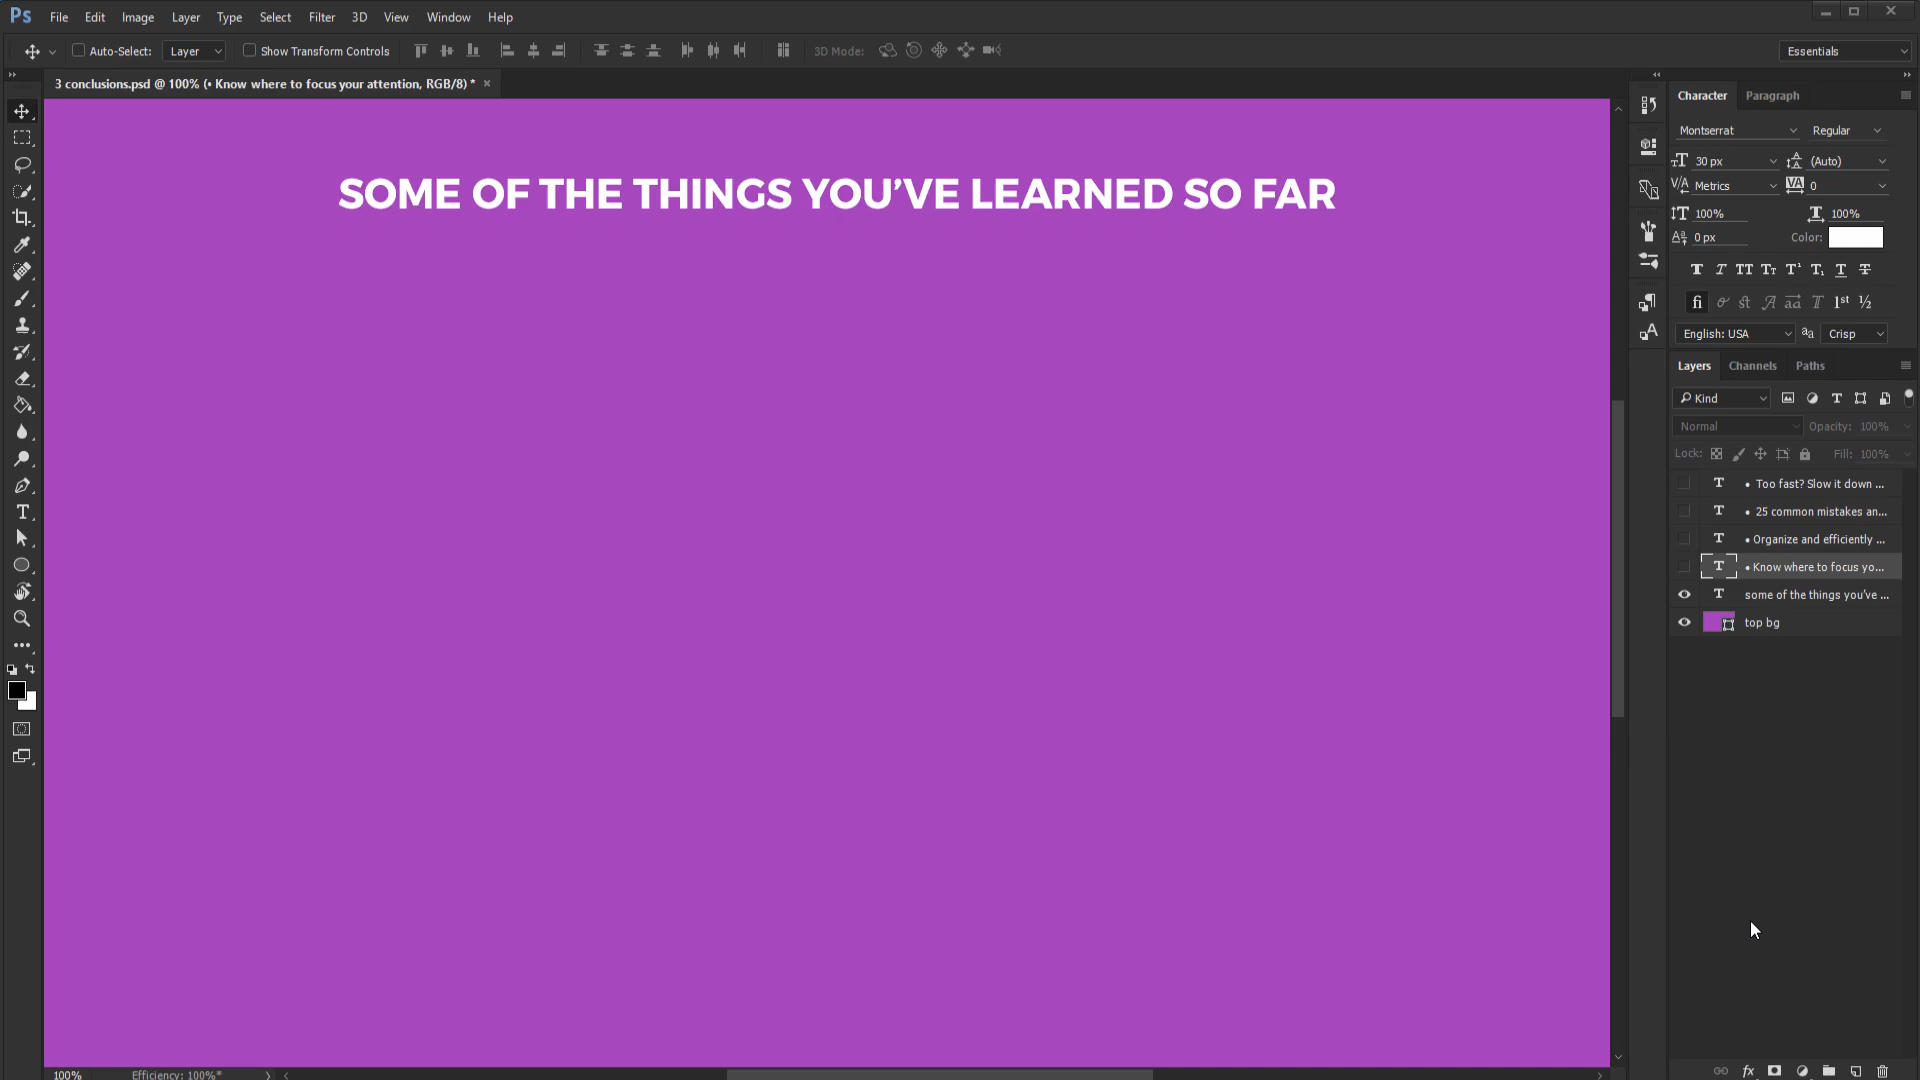 Ps File Edit Image Layer Type Select Filter 3D View Window Help
Auto-Select: Layer Show Transform Controls 3D Mode: Essentials
3 conclusions.psd @ 100% (• Know where to focus your attention, RGB/8) *
SOME OF THE THINGS YOU’VE LEARNED SO FAR
Character Paragraph
Montserrat Regular
30 px (Auto)
Metrics 0
100% 100%
0 px Color:
English: USA Crisp
Layers Channels Paths
Kind
Normal Opacity: 100%
Lock: Fill: 100%
• Too fast? Slow it down ...
• 25 common mistakes an...
• Organize and efficiently ...
• Know where to focus yo...
some of the things you’ve ...
top bg
100% Efficiency: 100%*